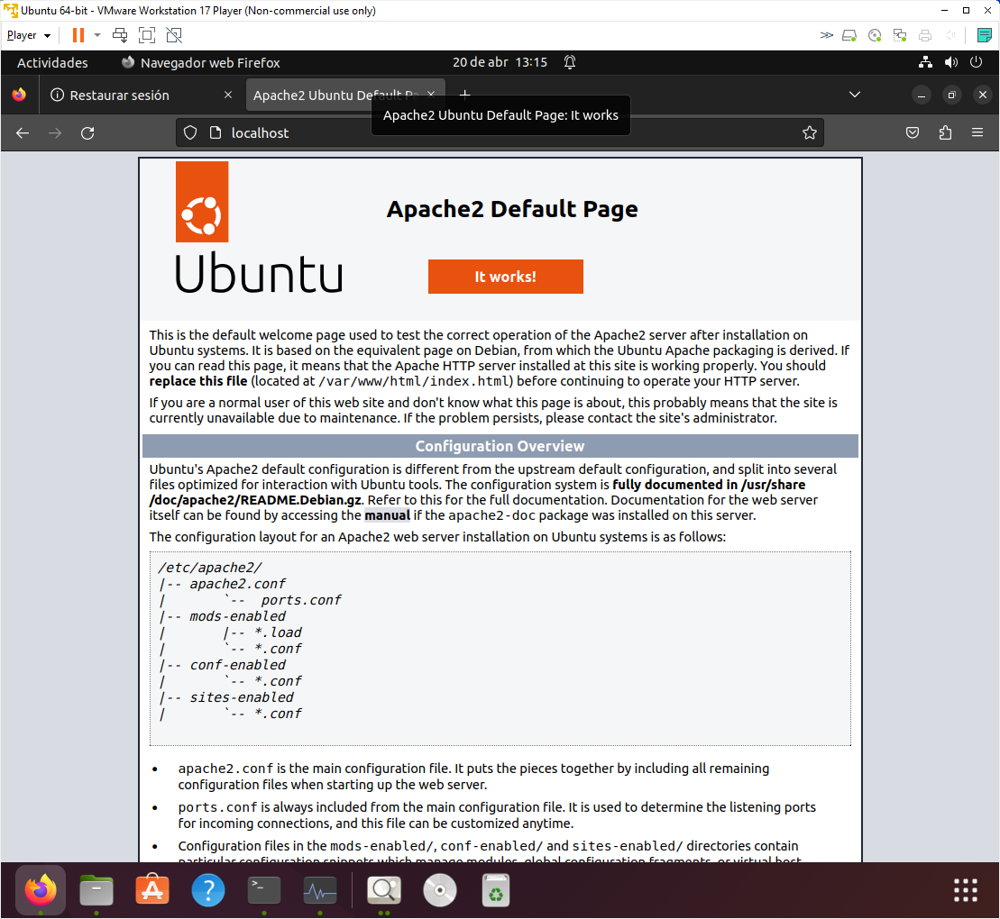 Ubuntu 64-bit - VMware Workstation 17 Player (Non-commercial use only)
Player
Actividades
Navegador web Firefox
20 de abr 13:15
Restaurar sesión
Apache2 Ubuntu Default Pa
Apache2 Ubuntu Default Page: It works
localhost
Ubuntu
Apache2 Default Page
It works!
This is the default welcome page used to test the correct operation of the Apache2 server after installation on
Ubuntu systems. It is based on the equivalent page on Debian, from which the Ubuntu Apache packaging is derived. If
you can read this page, it means that the Apache HTTP server installed at this site is working properly. You should
replace this file (located at /var/www/html/index.html) before continuing to operate your HTTP server.
If you are a normal user of this web site and don't know what this page is about, this probably means that the site is
currently unavailable due to maintenance. If the problem persists, please contact the site's administrator.
Configuration Overview
Ubuntu's Apache2 default configuration is different from the upstream default configuration, and split into several
files optimized for interaction with Ubuntu tools. The configuration system is fully documented in /usr/share
/doc/apache2/README.Debian.gz. Refer to this for the full documentation. Documentation for the web server
itself can be found by accessing the manual if the apache2-doc package was installed on this server.
The configuration layout for an Apache2 web server installation on Ubuntu systems is as follows:
/etc/apache2/
|-- apache2.conf
|       `--  ports.conf
|-- mods-enabled
|       |-- *.load
|       `-- *.conf
|-- conf-enabled
|       `-- *.conf
|-- sites-enabled
|       `-- *.conf
• apache2.conf is the main configuration file. It puts the pieces together by including all remaining
configuration files when starting up the web server.
• ports.conf is always included from the main configuration file. It is used to determine the listening ports
for incoming connections, and this file can be customized anytime.
• Configuration files in the mods-enabled/, conf-enabled/ and sites-enabled/ directories contain
particular configuration snippets which manage modules, global configuration fragments, or virtual host